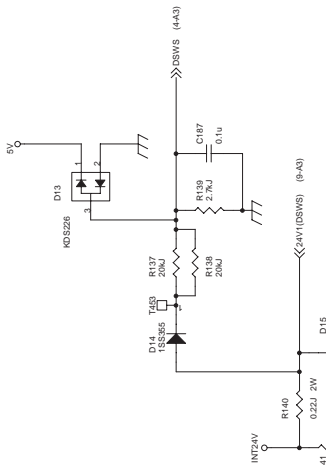 DSWS (4-A3)
5V
C187
0.1u
1
2
D13
3
KDS226
R139
2.7kJ
R137
20kJ
R138
20kJ
T453
D14
1SS355
24V1(DSWS) (9-A3)
D15
R140
0.22J 2W
INT24V
41